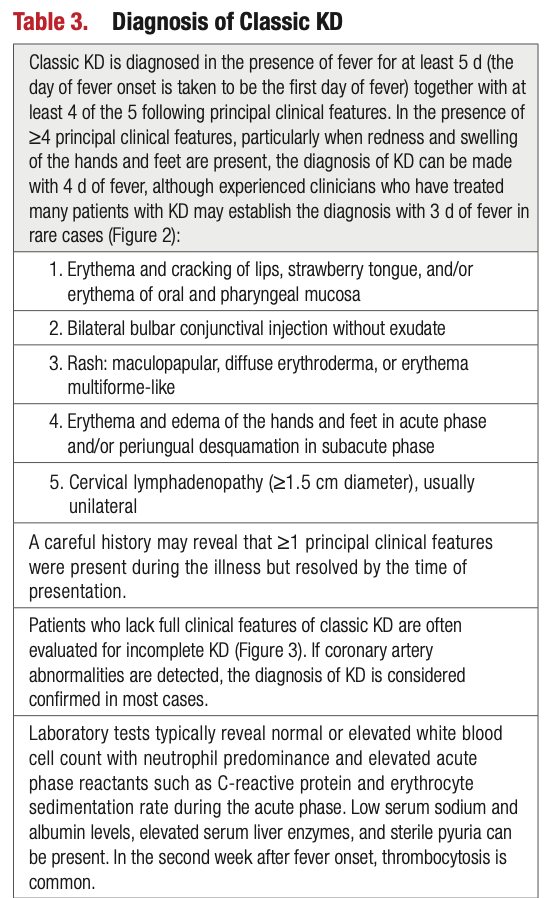 Table 3. Diagnosis of Classic KD
Classic KD is diagnosed in the presence of fever for at least 5 d (the
day of fever onset is taken to be the first day of fever) together with at
least 4 of the 5 following principal clinical features. In the presence of
≥4 principal clinical features, particularly when redness and swelling
of the hands and feet are present, the diagnosis of KD can be made
with 4 d of fever, although experienced clinicians who have treated
many patients with KD may establish the diagnosis with 3 d of fever in
rare cases (Figure 2):
1. Erythema and cracking of lips, strawberry tongue, and/or
erythema of oral and pharyngeal mucosa
2. Bilateral bulbar conjunctival injection without exudate
3. Rash: maculopapular, diffuse erythroderma, or erythema
multiforme-like
4. Erythema and edema of the hands and feet in acute phase
and/or periungual desquamation in subacute phase
5. Cervical lymphadenopathy (≥1.5 cm diameter), usually
unilateral
A careful history may reveal that ≥1 principal clinical features
were present during the illness but resolved by the time of
presentation.
Patients who lack full clinical features of classic KD are often
evaluated for incomplete KD (Figure 3). If coronary artery
abnormalities are detected, the diagnosis of KD is considered
confirmed in most cases.
Laboratory tests typically reveal normal or elevated white blood
cell count with neutrophil predominance and elevated acute
phase reactants such as C-reactive protein and erythrocyte
sedimentation rate during the acute phase. Low serum sodium and
albumin levels, elevated serum liver enzymes, and sterile pyuria can
be present. In the second week after fever onset, thrombocytosis is
common.